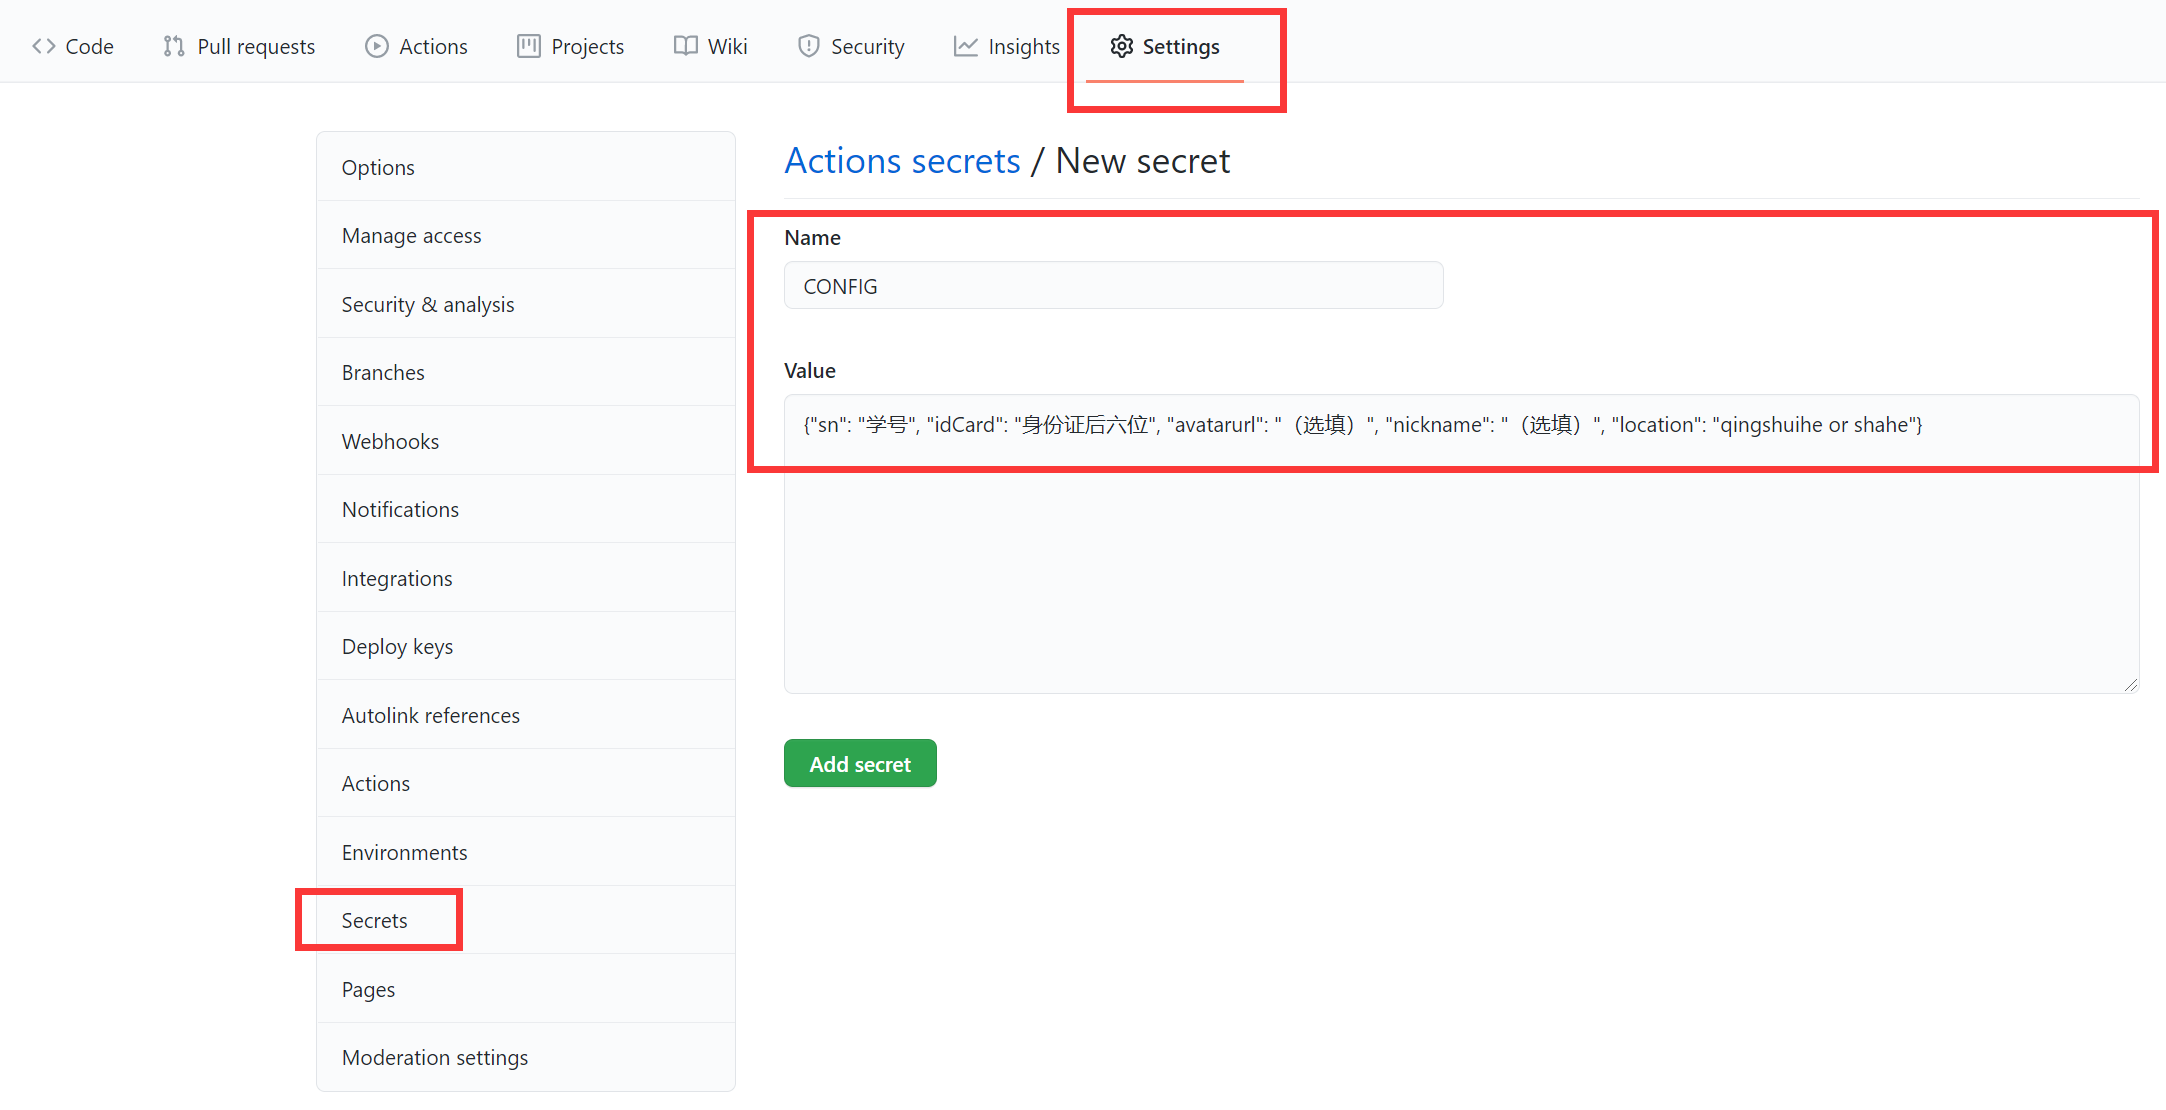 Code Pull requests Actions Projects Wiki Security Insights Settings
Options
Manage access
Security & analysis
Branches
Webhooks
Notifications
Integrations
Deploy keys
Autolink references
Actions
Environments
Secrets
Pages
Moderation settings
Actions secrets / New secret
Name
CONFIG
Value
{"sn": "学号", "idCard": "身份证后六位", "avatarurl": "（选填）", "nickname": "（选填）", "location": "qingshuihe or shahe"}
Add secret